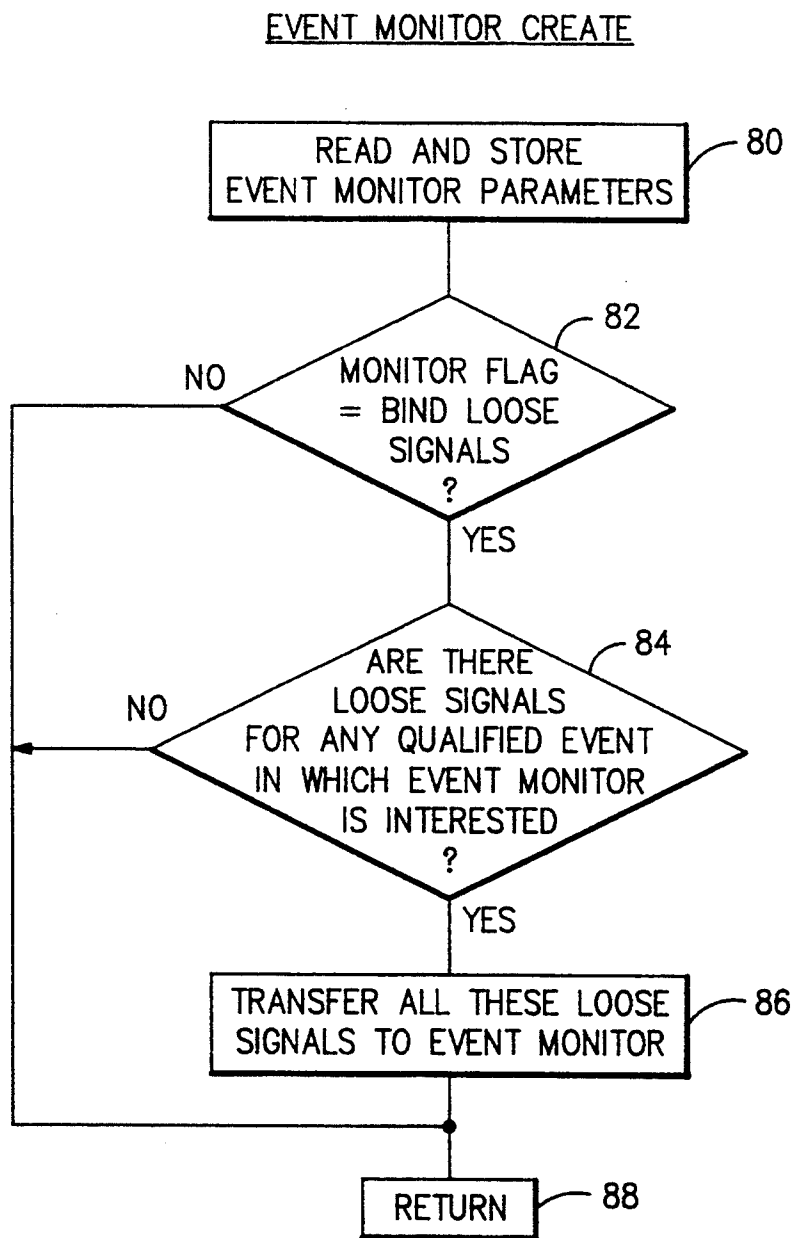 EVENT MONITOR CREATE
READ AND STORE
EVENT MONITOR PARAMETERS
80
MONITOR FLAG
= BIND LOOSE
SIGNALS
?
82
NO
YES
ARE THERE
LOOSE SIGNALS
FOR ANY QUALIFIED EVENT
IN WHICH EVENT MONITOR
IS INTERESTED
?
84
NO
YES
TRANSFER ALL THESE LOOSE
SIGNALS TO EVENT MONITOR
86
RETURN
88